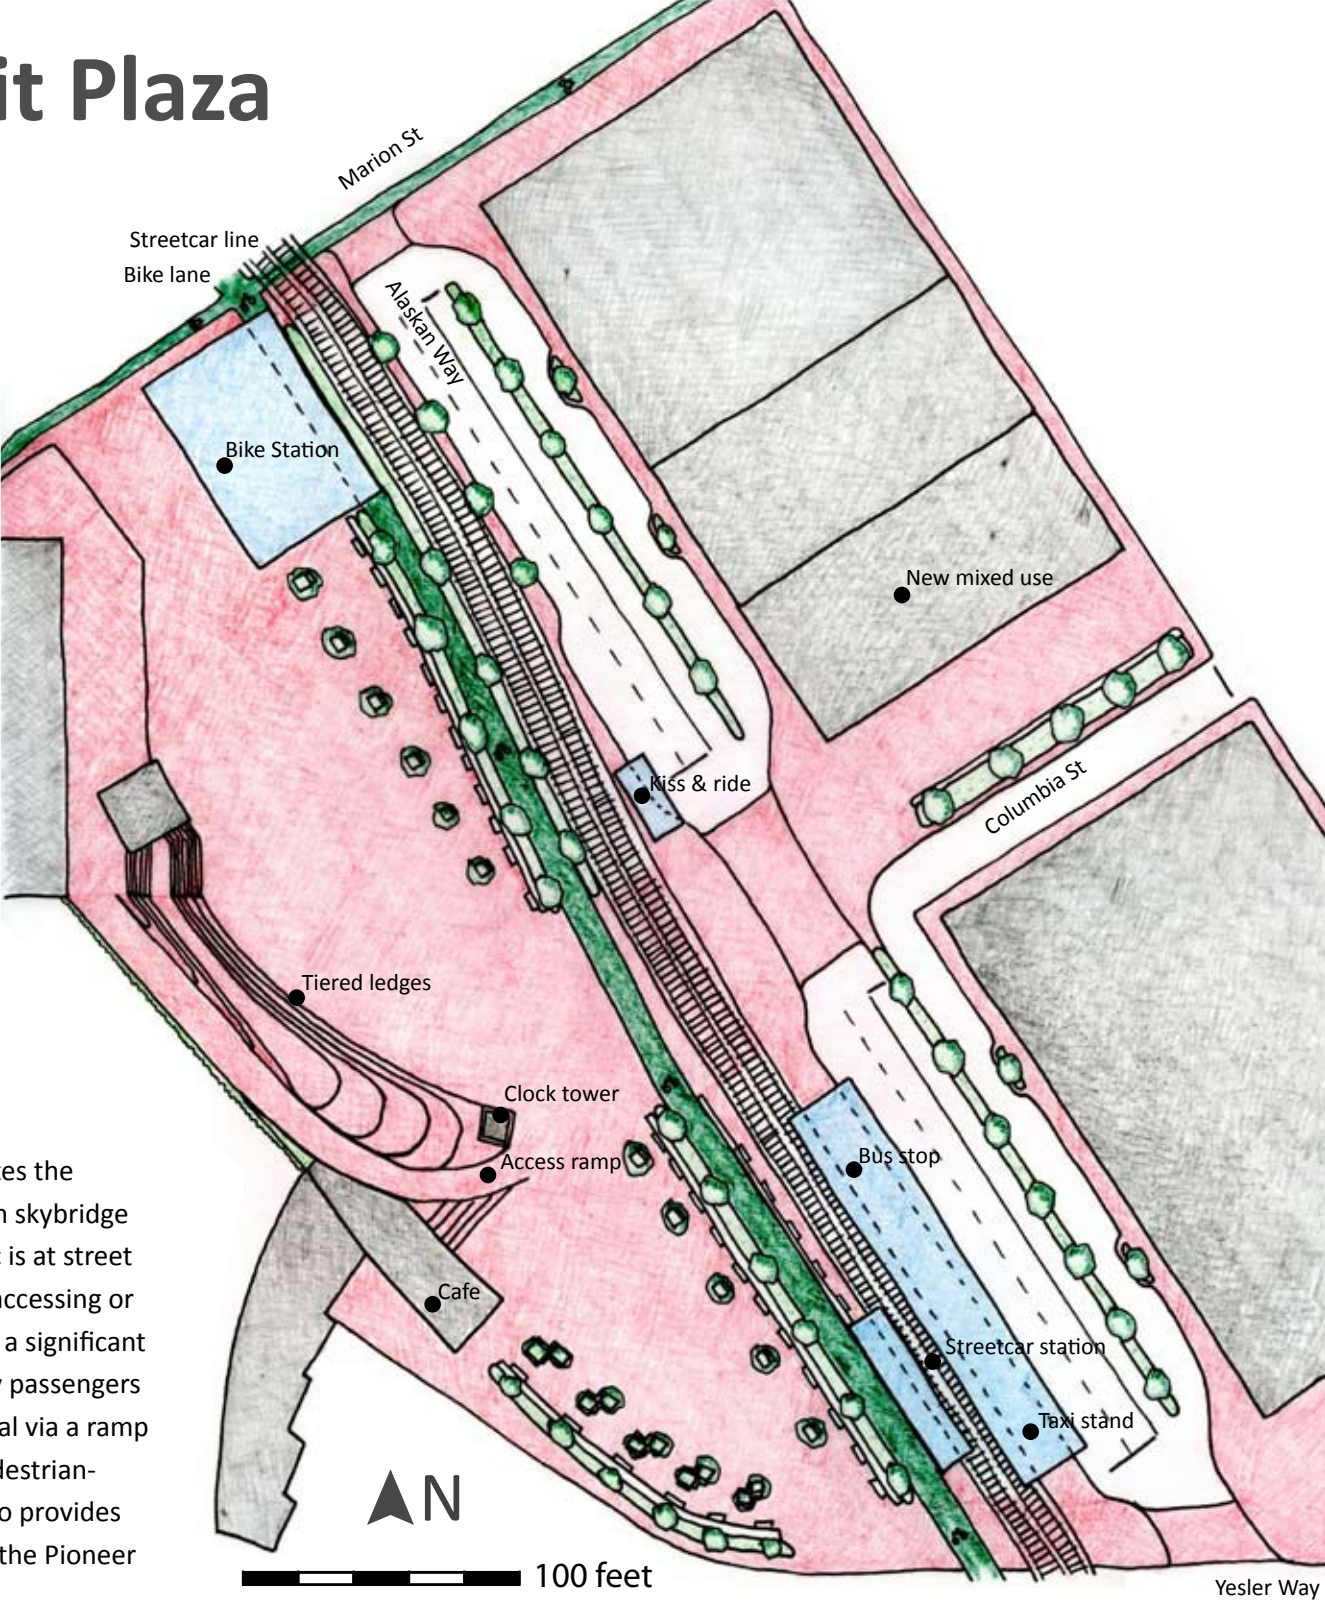 it Plaza
Marion St
Streetcar line
Bike lane
Alaskan Way
Bike Station
New mixed use
Kiss & ride
Columbia St
Tiered ledges
Clock tower
Access ramp
Bus stop
Cafe
Streetcar station
Taxi stand
es the
skybridge
is at street
accessing or
a significant
passengers
al via a ramp
destrian-
o provides
the Pioneer
N
100 feet
Yesler Way